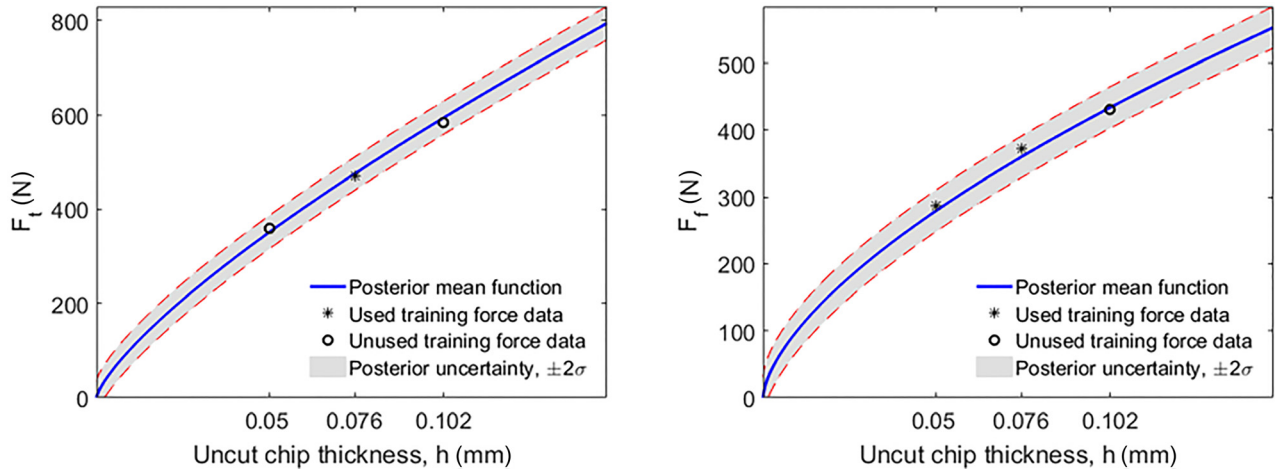 800
600
400
200
0
F_t (N)
Posterior mean function
Used training force data
Unused training force data
Posterior uncertainty, ±2σ
0.05 0.076 0.102
Uncut chip thickness, h (mm)
500
400
300
200
100
0
F_f (N)
Posterior mean function
Used training force data
Unused training force data
Posterior uncertainty, ±2σ
0.05 0.076 0.102
Uncut chip thickness, h (mm)